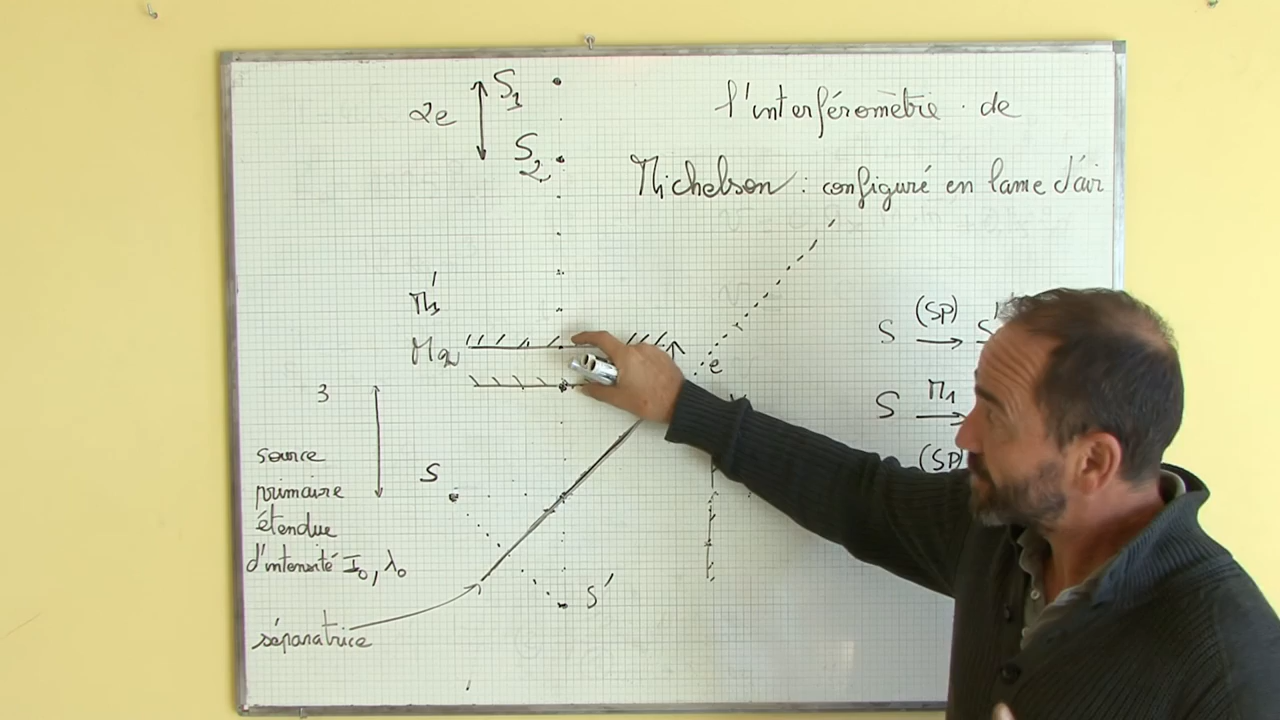 2e
S₁
S₂
l'interféromètre de
Michelson : configuré en lame d'air
M'₁
M₂
e
3
S
source
primaire
étendue
d'intensité I₀, λ₀
séparatrice
S'
S (SP) → S'
S M₁ →
(SP)